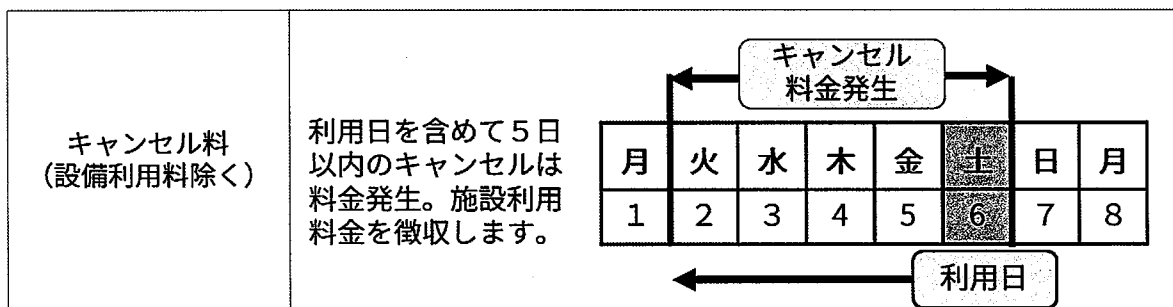 キャンセル料
(設備利用料除く)
利用日を含めて5日
以内のキャンセルは
料金発生。施設利用
料金を徴収します。
キャンセル
料金発生
月 火 水 木 金 土 日 月
1 2 3 4 5 6 7 8
利用日